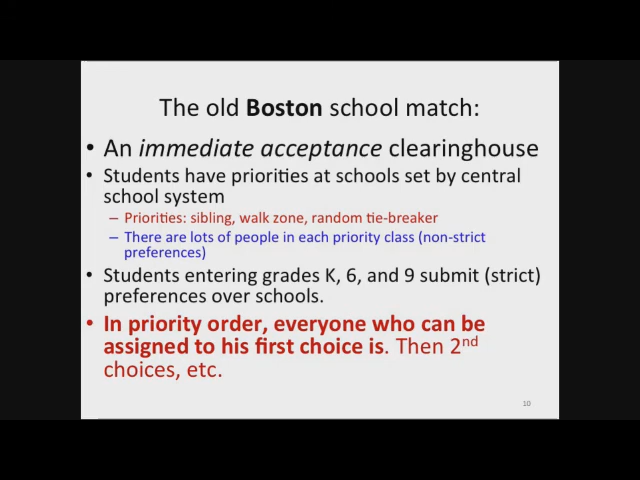 The old Boston school match:
• An immediate acceptance clearinghouse
• Students have priorities at schools set by central
school system
– Priorities: sibling, walk zone, random tie-breaker
– There are lots of people in each priority class (non-strict
preferences)
• Students entering grades K, 6, and 9 submit (strict)
preferences over schools.
• In priority order, everyone who can be
assigned to his first choice is. Then 2nd
choices, etc.
10